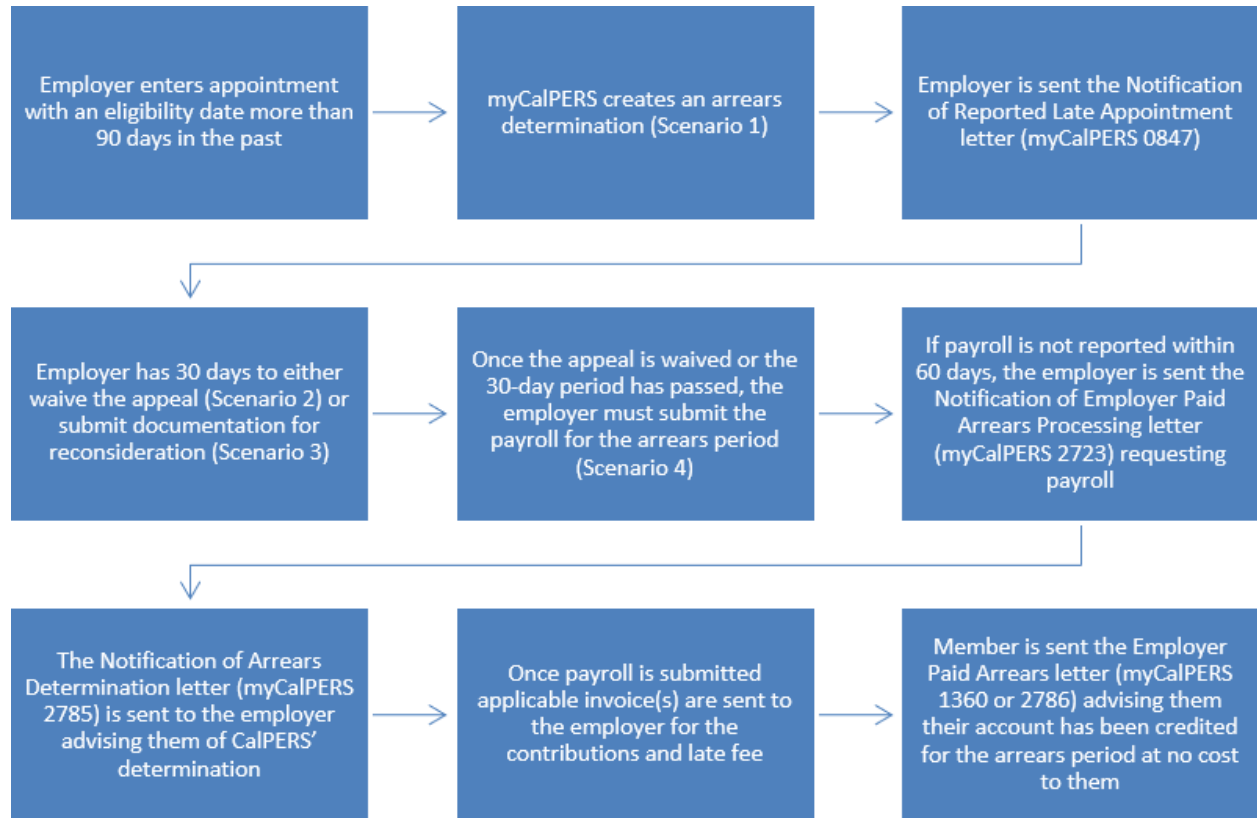 Employer enters appointment
with an eligibility date more than
90 days in the past
myCalPERS creates an arrears
determination (Scenario 1)
Employer is sent the Notification
of Reported Late Appointment
letter (myCalPERS 0847)
Employer has 30 days to either
waive the appeal (Scenario 2) or
submit documentation for
reconsideration (Scenario 3)
Once the appeal is waived or the
30-day period has passed, the
employer must submit the
payroll for the arrears period
(Scenario 4)
If payroll is not reported within
60 days, the employer is sent the
Notification of Employer Paid
Arrears Processing letter
(myCalPERS 2723) requesting
payroll
The Notification of Arrears
Determination letter (myCalPERS
2785) is sent to the employer
advising them of CalPERS’
determination
Once payroll is submitted
applicable invoice(s) are sent to
the employer for the
contributions and late fee
Member is sent the Employer
Paid Arrears letter (myCalPERS
1360 or 2786) advising them
their account has been credited
for the arrears period at no cost
to them